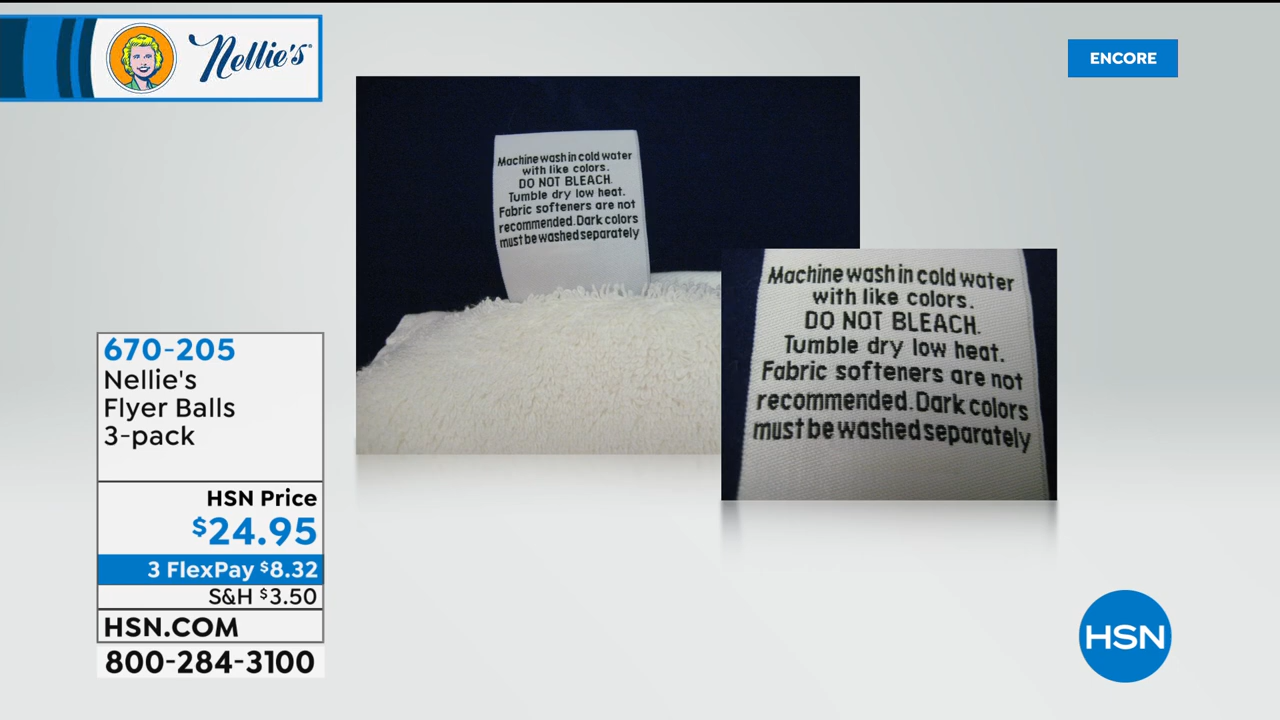 Nellie's
ENCORE
Machine wash in cold water
with like colors.
DO NOT BLEACH.
Tumble dry low heat.
Fabric softeners are not
recommended. Dark colors
must be washed separately
Machine wash in cold water
with like colors.
DO NOT BLEACH.
Tumble dry low heat.
Fabric softeners are not
recommended. Dark colors
must be washed separately
670-205
Nellie's
Flyer Balls
3-pack
HSN Price
$24.95
3 FlexPay $8.32
S&H $3.50
HSN.COM
800-284-3100
HSN